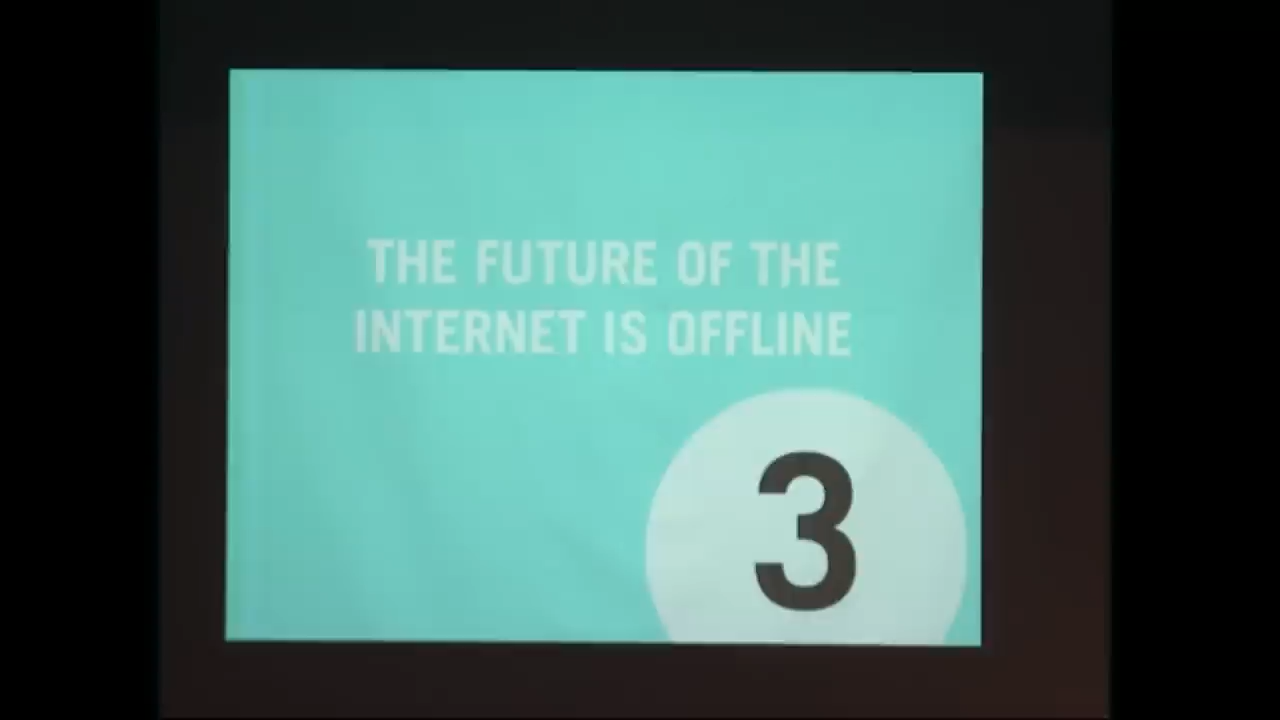 THE FUTURE OF THE
INTERNET IS OFFLINE
3